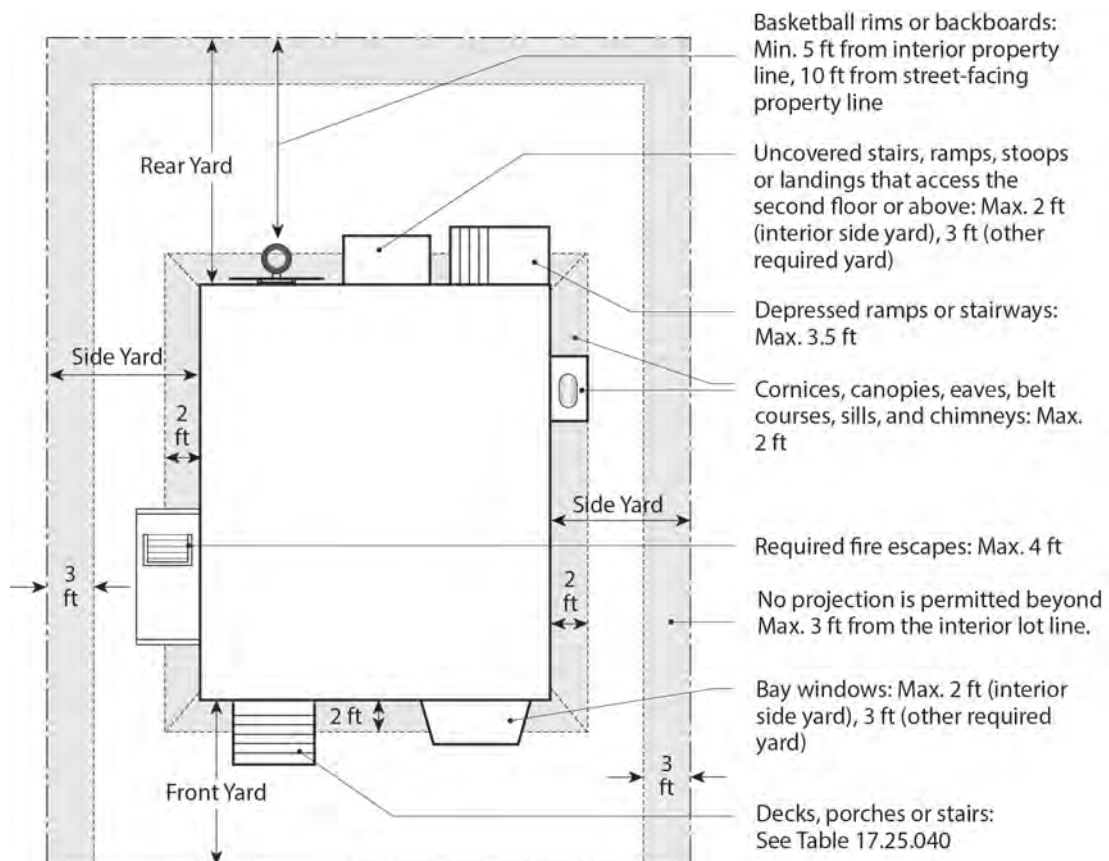 Basketball rims or backboards:
Min. 5 ft from interior property
line, 10 ft from street-facing
property line
Rear Yard
Uncovered stairs, ramps, stoops
or landings that access the
second floor or above: Max. 2 ft
(interior side yard), 3 ft (other
required yard)
Depressed ramps or stairways:
Max. 3.5 ft
Side Yard
Cornices, canopies, eaves, belt
courses, sills, and chimneys: Max.
2 ft
2
ft
Side Yard
Required fire escapes: Max. 4 ft
3
ft
2
ft
No projection is permitted beyond
Max. 3 ft from the interior lot line.
Bay windows: Max. 2 ft (interior
side yard), 3 ft (other required
yard)
2 ft
Front Yard
3
ft
Decks, porches or stairs:
See Table 17.25.040